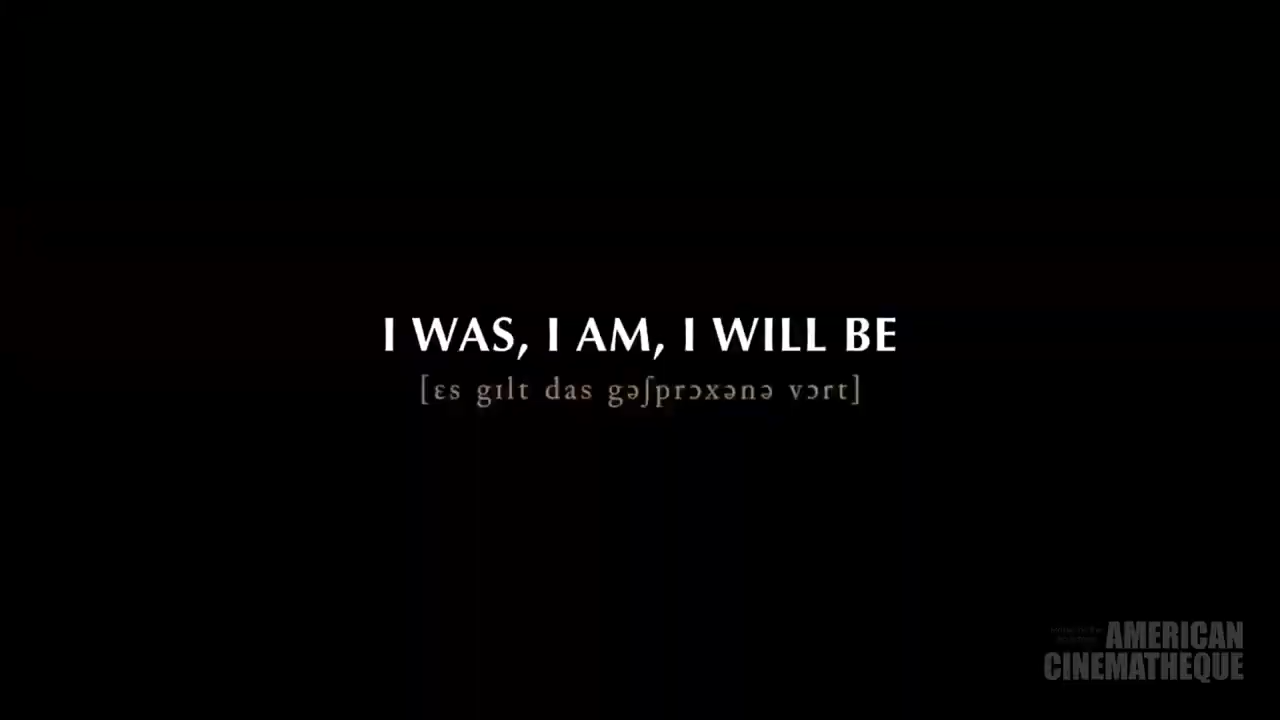 I WAS, I AM, I WILL BE
[ɛs gɪlt das gəʃprɔxənə vɔrt]
AMERICAN
CINEMATHEQUE